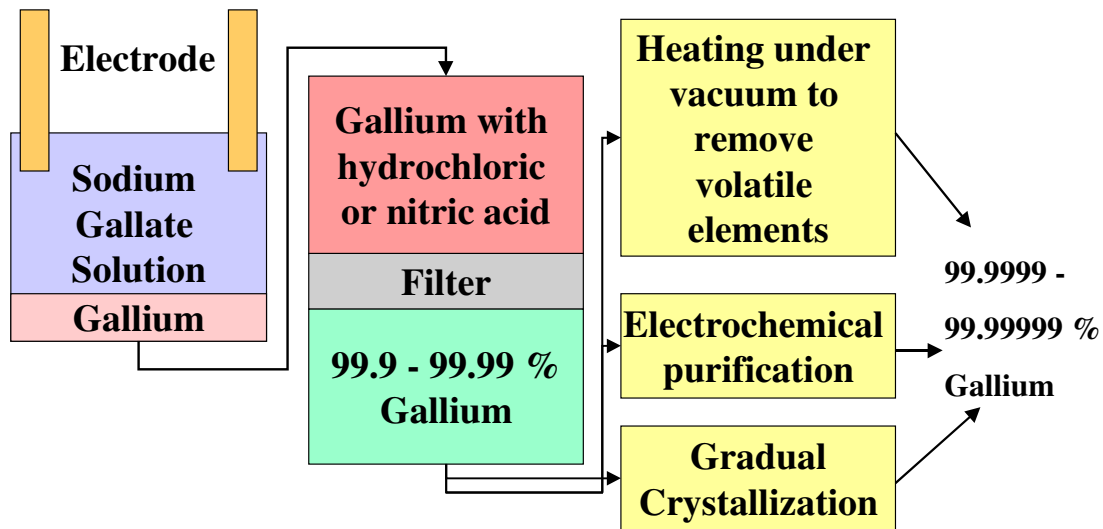 Electrode
Sodium
Gallate
Solution
Gallium
Gallium with
hydrochloric
or nitric acid
Filter
99.9 - 99.99 %
Gallium
Heating under
vacuum to
remove
volatile
elements
Electrochemical
purification
Gradual
Crystallization
99.9999 -
99.99999 %
Gallium